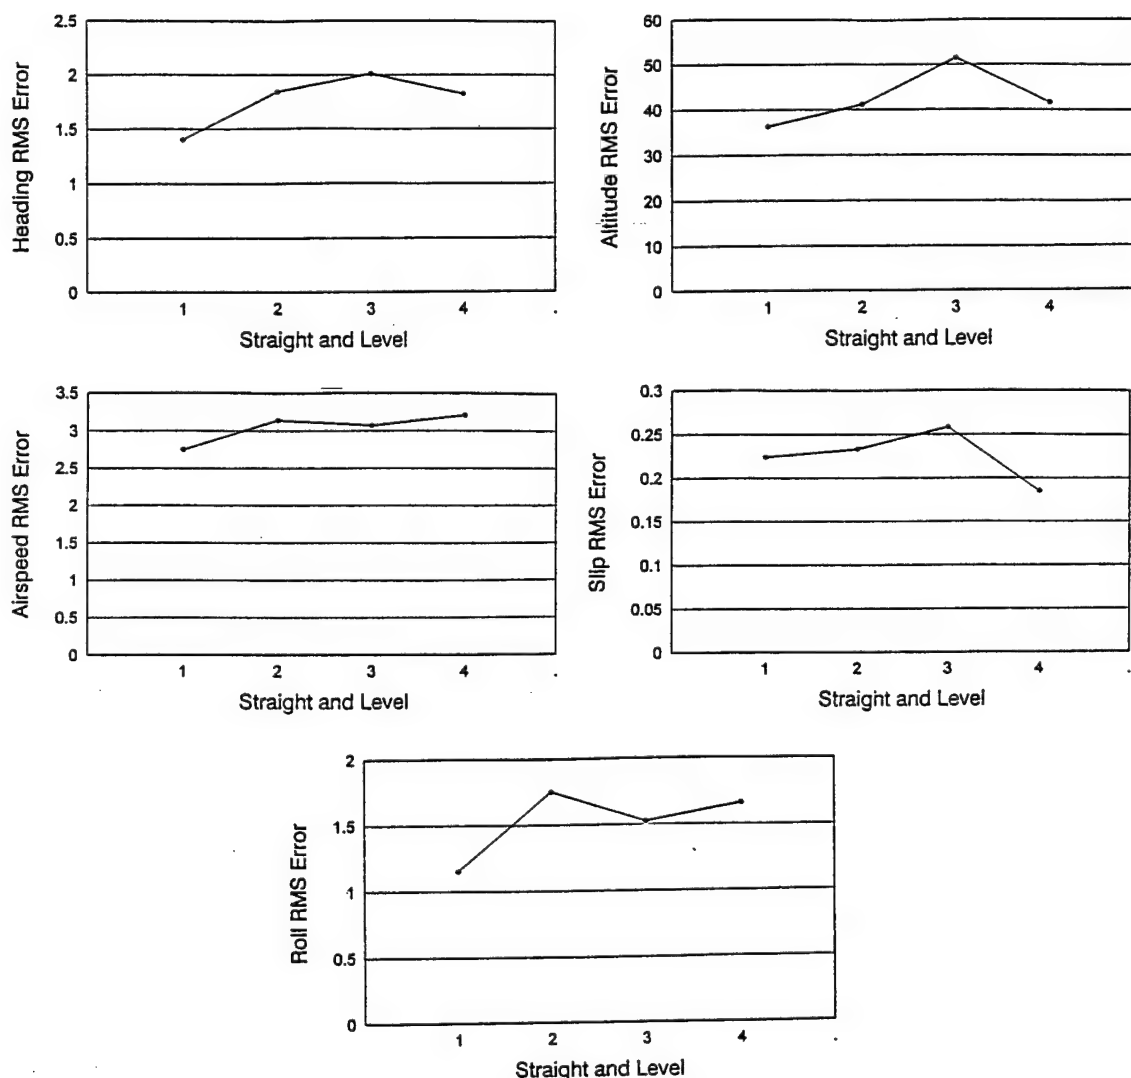 Heading RMS Error
2.5
2
1.5
1
0.5
0
1 2 3 4
Straight and Level
Altitude RMS Error
60
50
40
30
20
10
0
1 2 3 4
Straight and Level
Airspeed RMS Error
3.5
3
2.5
2
1.5
1
0.5
0
1 2 3 4
Straight and Level
Slip RMS Error
0.3
0.25
0.2
0.15
0.1
0.05
0
1 2 3 4
Straight and Level
Roll RMS Error
2
1.5
1
0.5
0
1 2 3 4
Straight and Level